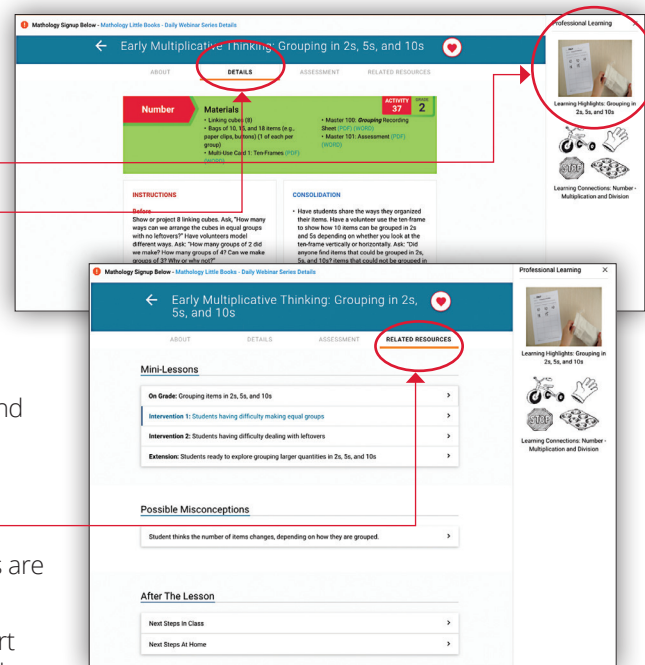 Mathology Signup Below - Mathology Little Books - Daily Webinar Series Details
Early Multiplicative Thinking: Grouping in 2s, 5s, and 10s
ABOUT DETAILS ASSESSMENT RELATED RESOURCES
Number
Materials
• Linking cubes (8)
• Bags of 10, 15, and 18 items (e.g.,
paper clips, buttons) (1 of each per
group)
• Multi-Use Card 1: Ten-Frames (PDF)
(WORD)
• Master 100: Grouping Recording
Sheet (PDF) (WORD)
• Master 101: Assessment (PDF)
(WORD)
ACTIVITY
37
GRADE
2
INSTRUCTIONS
Before
Show or project 8 linking cubes. Ask, "How many
ways can we arrange the cubes in equal groups
with no leftovers?" Have volunteers model
different ways. Ask: "How many groups of 2 did
we make? How many groups of 4? Can we make
groups of 3? Why or why not?"
CONSOLIDATION
• Have students share the ways they organized
their items. Have a volunteer use the ten-frame
to show how 10 items can be grouped in 2s
and 5s depending on whether you look at the
ten-frame vertically or horizontally. Ask: "Did
anyone find items that could be grouped in 2s,
5s, and 10s? items that could not be grouped in
Professional Learning ×
Learning Highlights: Grouping in
2s, 5s, and 10s
STOP
Learning Connections: Number -
Multiplication and Division
Mathology Signup Below - Mathology Little Books - Daily Webinar Series Details
Early Multiplicative Thinking: Grouping in 2s,
5s, and 10s
ABOUT DETAILS ASSESSMENT RELATED RESOURCES
Mini-Lessons
On Grade: Grouping items in 2s, 5s, and 10s
Intervention 1: Students having difficulty making equal groups
Intervention 2: Students having difficulty dealing with leftovers
Extension: Students ready to explore grouping larger quantities in 2s, 5s, and 10s
Possible Misconceptions
Student thinks the number of items changes, depending on how they are grouped.
After The Lesson
Next Steps In Class
Next Steps At Home
Professional Learning ×
Learning Highlights: Grouping in
2s, 5s, and 10s
STOP
Learning Connections: Number -
Multiplication and Division
s are